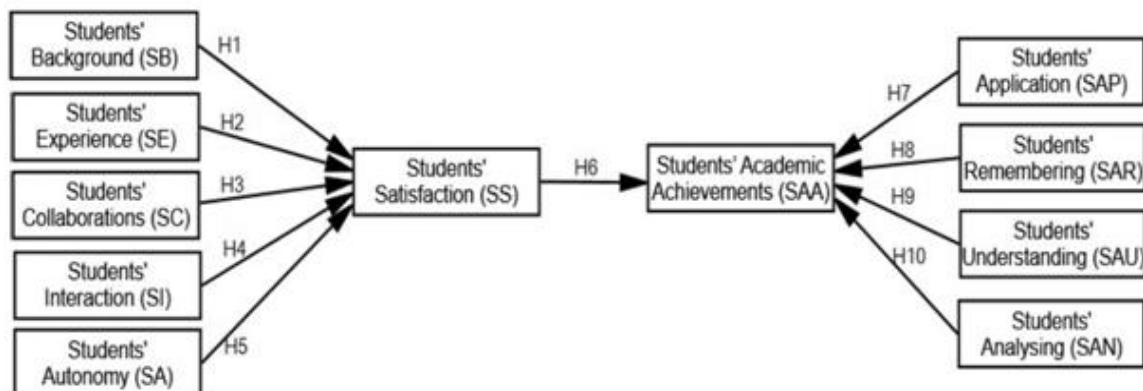 Students'
Background (SB)
Students'
Experience (SE)
Students'
Collaborations (SC)
Students'
Interaction (SI)
Students'
Autonomy (SA)
H1
H2
H3
H4
H5
Students'
Satisfaction (SS)
H6
Students' Academic
Achievements (SAA)
H7
H8
H9
H10
Students'
Application (SAP)
Students'
Remembering (SAR)
Students'
Understanding (SAU)
Students'
Analysing (SAN)